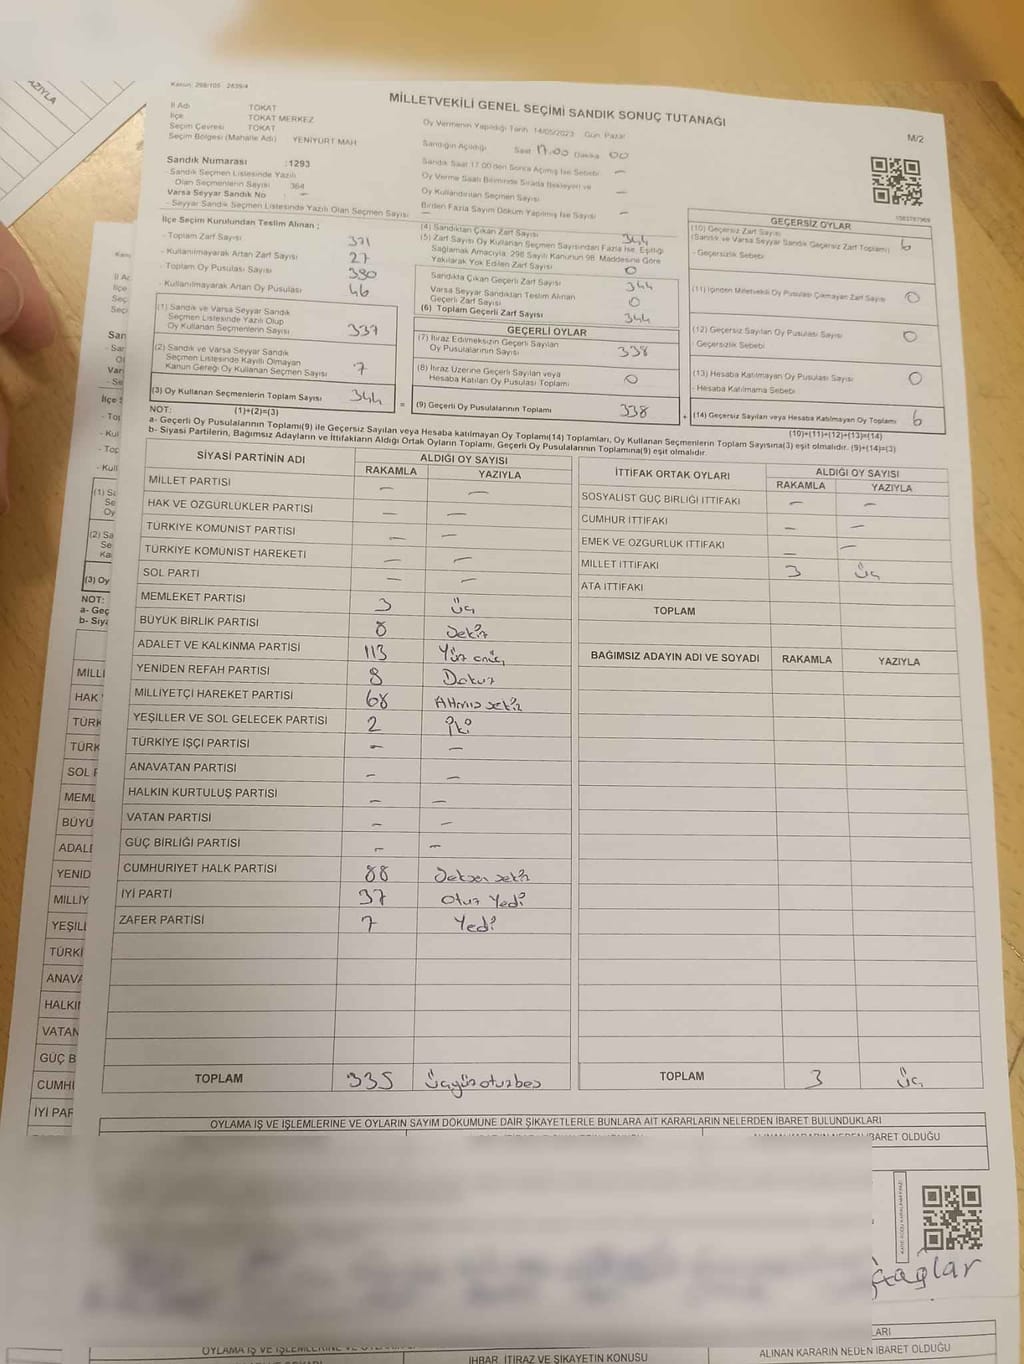 AZIYLA
Kanun: 298/105 2839/4
MİLLETVEKİLİ GENEL SEÇİMİ SANDIK SONUÇ TUTANAĞI
M/2
İl Adı TOKAT
İlçe TOKAT MERKEZ
Seçim Çevresi TOKAT
Seçim Bölgesi (Mahalle Adı) YENİYURT MAH
Sandık Numarası :1293
- Sandık Seçmen Listesinde Yazılı
Olan Seçmenlerin Sayısı 364
Varsa Seyyar Sandık No –
- Seyyar Sandık Seçmen Listesinde Yazılı Olan Seçmen Sayısı –
Oy Vermenin Yapıldığı Tarih 14/05/2023 Gün Pazar
Sandığın Açıldığı Saat 17.00 Dakika 00
Sandık Saat 17.00'den Sonra Açılmış İse Sebebi –
Oy Verme Saati Bitiminde Sırada Bekleyen ve
Oy Kullandırılan Seçmen Sayısı –
Birden Fazla Sayım Döküm Yapılmış İse Sayısı –
İlçe Seçim Kurulundan Teslim Alınan ;
- Toplam Zarf Sayısı 371
- Kullanılmayarak Artan Zarf Sayısı 27
- Toplam Oy Pusulası Sayısı 390
- Kullanılmayarak Artan Oy Pusulası 46
(1) Sandık ve Varsa Seyyar Sandık
Seçmen Listesinde Yazılı Olup
Oy Kullanan Seçmenlerin Sayısı 337
(2) Sandık ve Varsa Seyyar Sandık
Seçmen Listesinde Kayıtlı Olmayan
Kanun Gereği Oy Kullanan Seçmen Sayısı 7
(3) Oy Kullanan Seçmenlerin Toplam Sayısı 344
(1)+(2)=(3)
(4) Sandıktan Çıkan Zarf Sayısı 344
(5) Zarf Sayısı Oy Kullanan Seçmen Sayısından Fazla İse, Eşitliği
Sağlamak Amacıyla, 298 Sayılı Kanunun 98. Maddesine Göre
Yakılarak Yok Edilen Zarf Sayısı 0
Sandıkta Çıkan Geçerli Zarf Sayısı 344
Varsa Seyyar Sandıktan Teslim Alınan
Geçerli Zarf Sayısı 0
(6) Toplam Geçerli Zarf Sayısı 344
GEÇERLİ OYLAR
(7) İtiraz Edilmeksizin Geçerli Sayılan
Oy Pusulalarının Sayısı 338
(8) İtiraz Üzerine Geçerli Sayılan veya
Hesaba Katılan Oy Pusulası Toplamı 0
= (9) Geçerli Oy Pusulalarının Toplamı 338
1583787969
GEÇERSİZ OYLAR
(10) Geçersiz Zarf Sayısı 6
(Sandık ve Varsa Seyyar Sandık Geçersiz Zarf Toplamı)
- Geçersizlik Sebebi
(11) İçinden Milletvekili Oy Pusulası Çıkmayan Zarf Sayısı 0
(12) Geçersiz Sayılan Oy Pusulası Sayısı 0
- Geçersizlik Sebebi
(13) Hesaba Katılmayan Oy Pusulası Sayısı 0
- Hesaba Katılmama Sebebi
+ (14) Geçersiz Sayılan veya Hesaba Katılmayan Oy Toplamı 6
(10)+(11)+(12)+(13)=(14)
NOT:
a- Geçerli Oy Pusulalarının Toplamı(9) ile Geçersiz Sayılan veya Hesaba Katılmayan Oy Toplamı(14) Toplamları, Oy Kullanan Seçmenlerin Toplam Sayısına(3) eşit olmalıdır. (9)+(14)=(3)
b- Siyasi Partilerin, Bağımsız Adayların ve İttifakların Aldığı Ortak Oyların Toplamı, Geçerli Oy Pusulalarının Toplamına(9) eşit olmalıdır.
SİYASİ PARTİNİN ADI ALDIĞI OY SAYISI
RAKAMLA YAZIYLA
MİLLET PARTİSI – –
HAK VE ÖZGÜRLÜKLER PARTİSİ – –
TÜRKİYE KOMÜNİST PARTİSİ – –
TÜRKİYE KOMÜNİST HAREKETİ – –
SOL PARTİ – –
MEMLEKET PARTİSİ 3 üç
BÜYÜK BİRLİK PARTİSİ 8 Sekiz
ADALET VE KALKINMA PARTİSİ 113 Yüz onüç
YENİDEN REFAH PARTİSİ 9 Dokuz
MİLLİYETÇİ HAREKET PARTİSİ 68 Altmış sekiz
YEŞİLLER VE SOL GELECEK PARTİSİ 2 İki
TÜRKİYE İŞÇİ PARTİSİ – –
ANAVATAN PARTİSİ – –
HALKIN KURTULUŞ PARTİSİ – –
VATAN PARTİSİ – –
GÜÇ BİRLİĞİ PARTİSİ – –
CUMHURİYET HALK PARTİSİ 88 Seksen sekiz
İYİ PARTİ 37 Otuz Yedi
ZAFER PARTİSİ 7 Yedi
TOPLAM 335 üçyüzotuzbeş
İTTİFAK ORTAK OYLARI ALDIĞI OY SAYISI
RAKAMLA YAZIYLA
SOSYALİST GÜÇ BİRLİĞİ İTTİFAKI – –
CUMHUR İTTİFAKI – –
EMEK VE ÖZGÜRLÜK İTTİFAKI – –
MİLLET İTTİFAKI 3 üç
ATA İTTİFAKI
TOPLAM
BAĞIMSIZ ADAYIN ADI VE SOYADI RAKAMLA YAZIYLA
TOPLAM 3 üç
OYLAMA İŞ VE İŞLEMLERİNE VE OYLARIN SAYIM DÖKÜMÜNE DAİR ŞİKAYETLERLE BUNLARA AİT KARARLARIN NELERDEN İBARET BULUNDUKLARI
BARET OLDUĞU
OYLAMA İŞ VE İŞLEMLERİNE
LARI
İHBAR, İTİRAZ VE ŞİKAYETİN KONUSU
ALINAN KARARIN NEDEN İBARET OLDUĞU